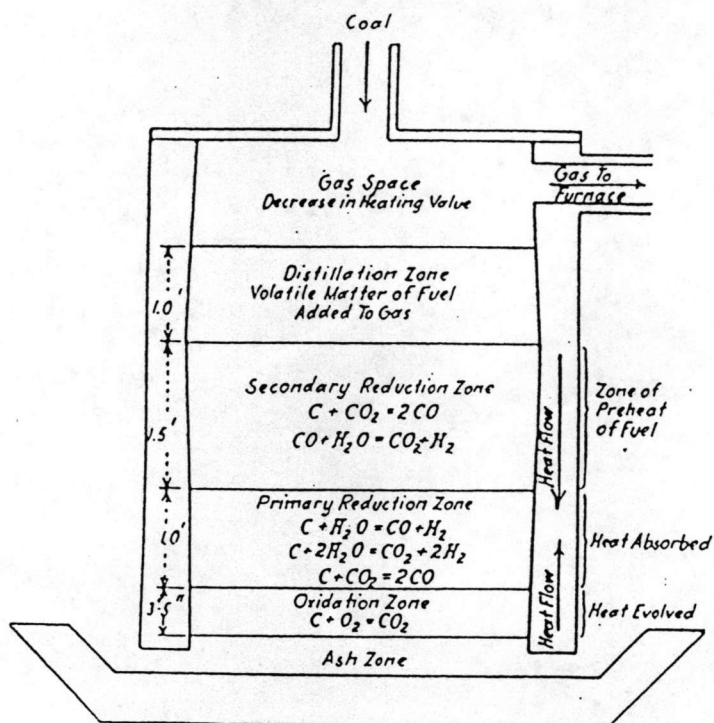 Coal
Gas Space
Decrease in Heating Value
Gas To
Furnace
1.0'
Distillation Zone
Volatile Matter of Fuel
Added To Gas
1.5'
Secondary Reduction Zone
C + CO₂ = 2CO
CO + H₂O = CO₂ + H₂
Heat Flow
Zone of
Preheat
of Fuel
1.0'
Primary Reduction Zone
C + H₂O = CO + H₂
C + 2H₂O = CO₂ + 2H₂
C + CO₂ = 2CO
Heat Absorbed
Oxidation Zone
C + O₂ = CO₂
Heat Flow
Heat Evolved
Ash Zone